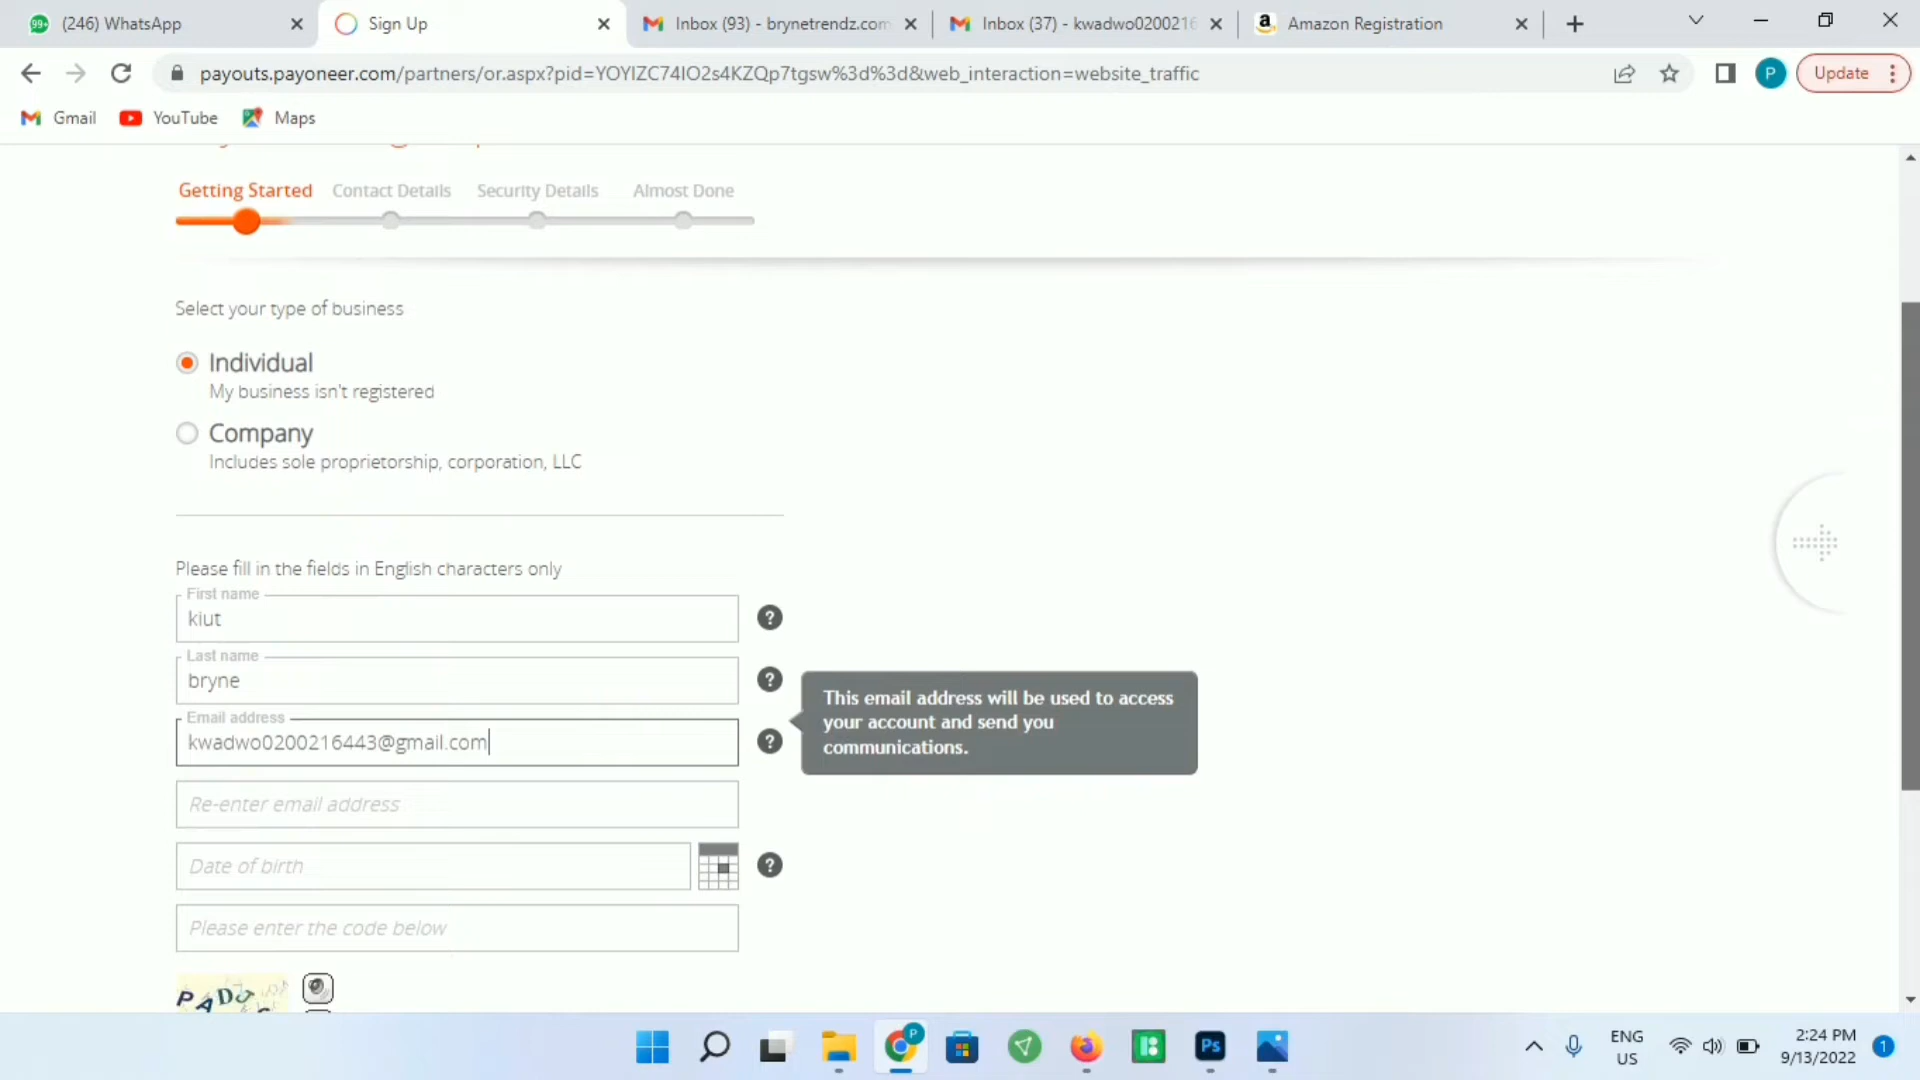 99+ (246) WhatsApp
Sign Up
Inbox (93) - brynetrendz.com
Inbox (37) - kwadwo0200216
Amazon Registration
payouts.payoneer.com/partners/or.aspx?pid=YOYIZC74IO2s4KZQp7tgsw%3d%3d&web_interaction=website_traffic
P
Update
Gmail
YouTube
Maps
Getting Started
Contact Details
Security Details
Almost Done
Select your type of business
Individual
My business isn't registered
Company
Includes sole proprietorship, corporation, LLC
Please fill in the fields in English characters only
First name
kiut
?
Last name
bryne
?
This email address will be used to access
your account and send you
communications.
Email address
kwadwo0200216443@gmail.com
?
Re-enter email address
Date of birth
?
Please enter the code below
P
Ps
ENG
US
2:24 PM
9/13/2022
1